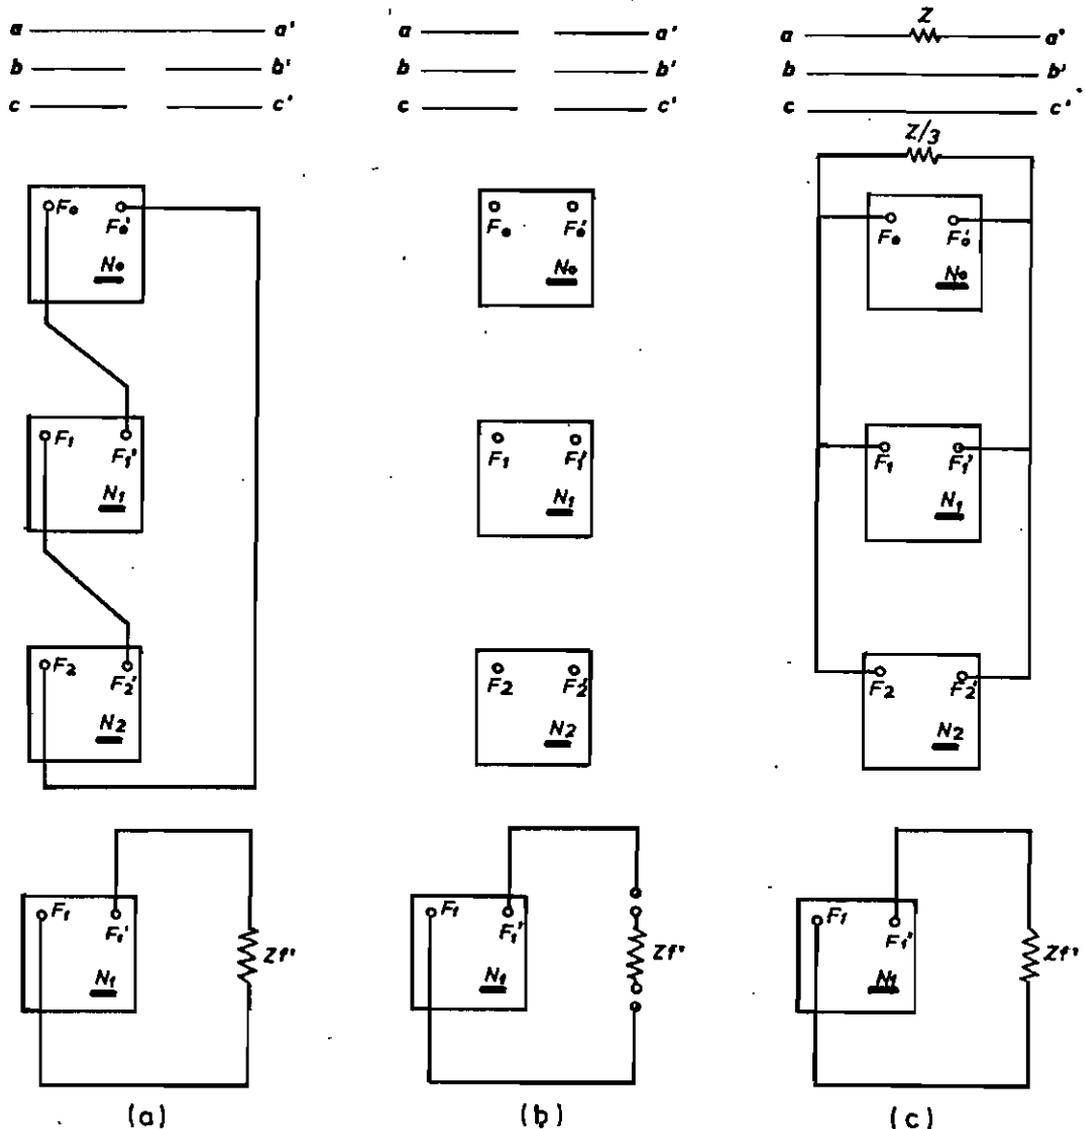 a a' a a' a Z a'
b b' b b' b b'
c c' c c' c c'
Z/3
F0 F0' F0 F0' F0 F0'
N0 N0 N0
F1 F1' F1 F1' F1 F1'
N1 N1 N1
F2 F2' F2 F2' F2 F2'
N2 N2 N2
F1 F1' Zf' F1 F1' Zf' F1 F1' Zf'
N1 N1 N1
(a) (b) (c)